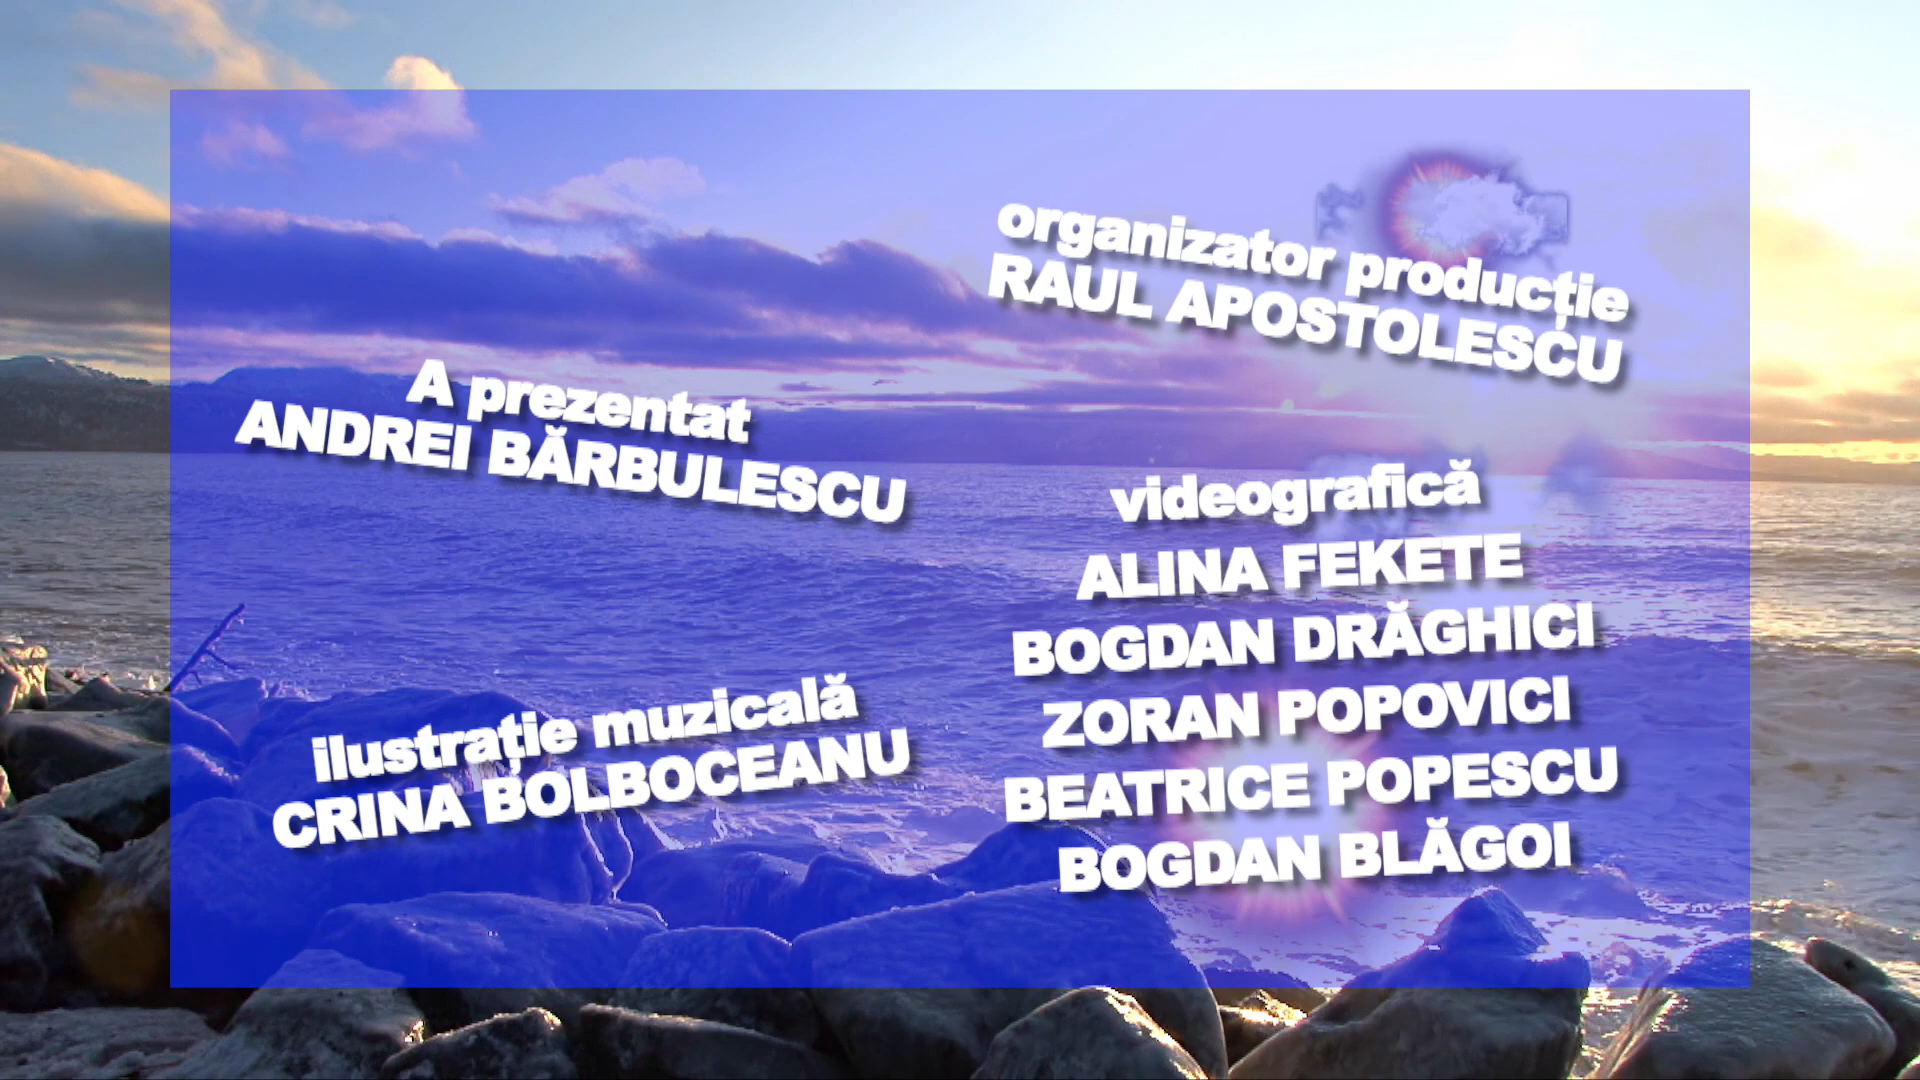 A prezentat
ANDREI BĂRBULESCU
ilustrație muzicală
CRINA BOLBOCEANU
organizator producție
RAUL APOSTOLESCU
videografică
ALINA FEKETE
BOGDAN DRĂGHICI
ZORAN POPOVICI
BEATRICE POPESCU
BOGDAN BLĂGOI